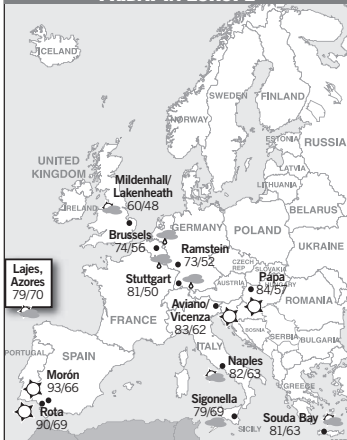 ICELAND
SWEDEN
FINLAND
NORWAY
ESTONIA
RUSSIA
LATVIA
LITHUANIA
UNITED
KINGDOM
Mildenhall/
Lakenheath
60/48
IRELAND
BELARUS
Brussels
74/56
GERMANY
POLAND
Ramstein
73/52
UKRAINE
CZECH
REP
SLOVAKIA
Lajes,
Azores
79/70
Stuttgart
81/50
AUSTRIA
HUNGARY
Pápa
84/57
Aviano/
Vicenza
83/62
ROMANIA
FRANCE
BOSNIA
SERBIA
BULGARIA
ITALY
PORTUGAL
SPAIN
Morón
93/66
Naples
82/63
GREECE
Rota
90/69
Sigonella
79/69
SICILY
Souda Bay
81/63